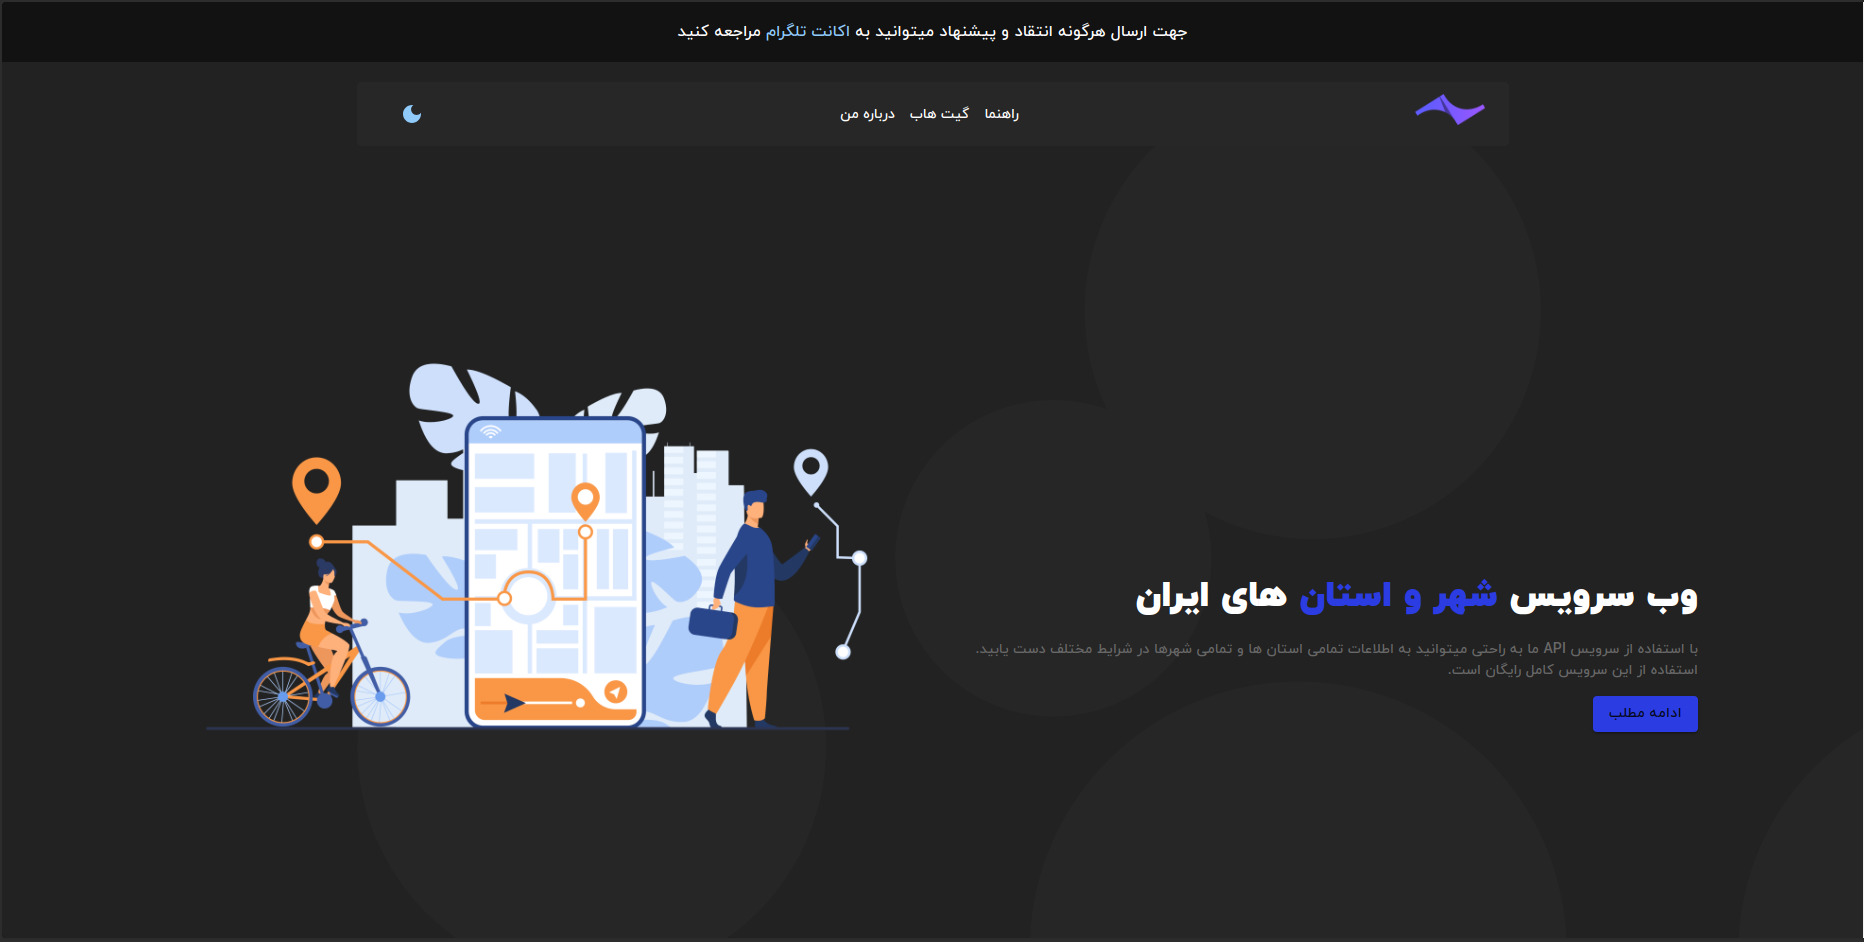 جهت ارسال هرگونه انتقاد و پیشنهاد میتوانید به اکانت تلگرام مراجعه کنید
راهنما گیت هاب درباره من
وب سرویس شهر و استان های ایران
با استفاده از سرویس API ما به راحتی میتوانید به اطلاعات تمامی استان ها و تمامی شهرها در شرایط مختلف دست یابید.
استفاده از این سرویس کامل رایگان است.
ادامه مطلب